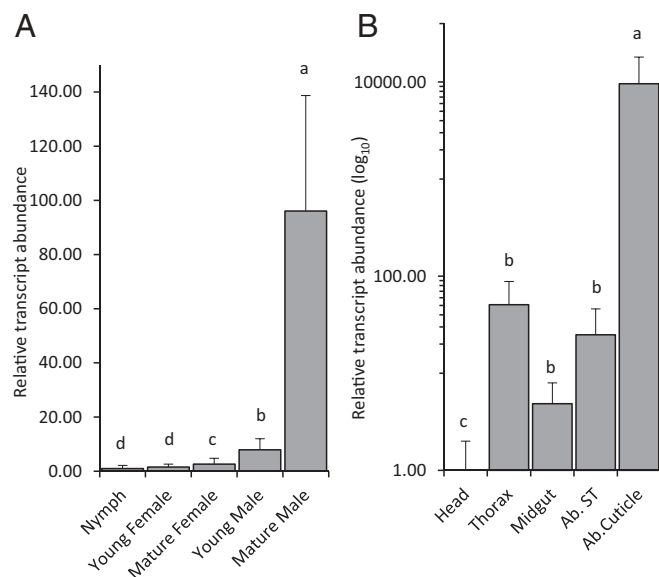 A
Relative transcript abundance
140.00
120.00
100.00
80.00
60.00
40.00
20.00
0.00
d
d
c
b
a
Nymph
Young Female
Mature Female
Young Male
Mature Male
B
Relative transcript abundance (log₁₀)
10000.00
100.00
1.00
c
b
b
b
a
Head
Thorax
Midgut
Ab. ST
Ab.Cuticle